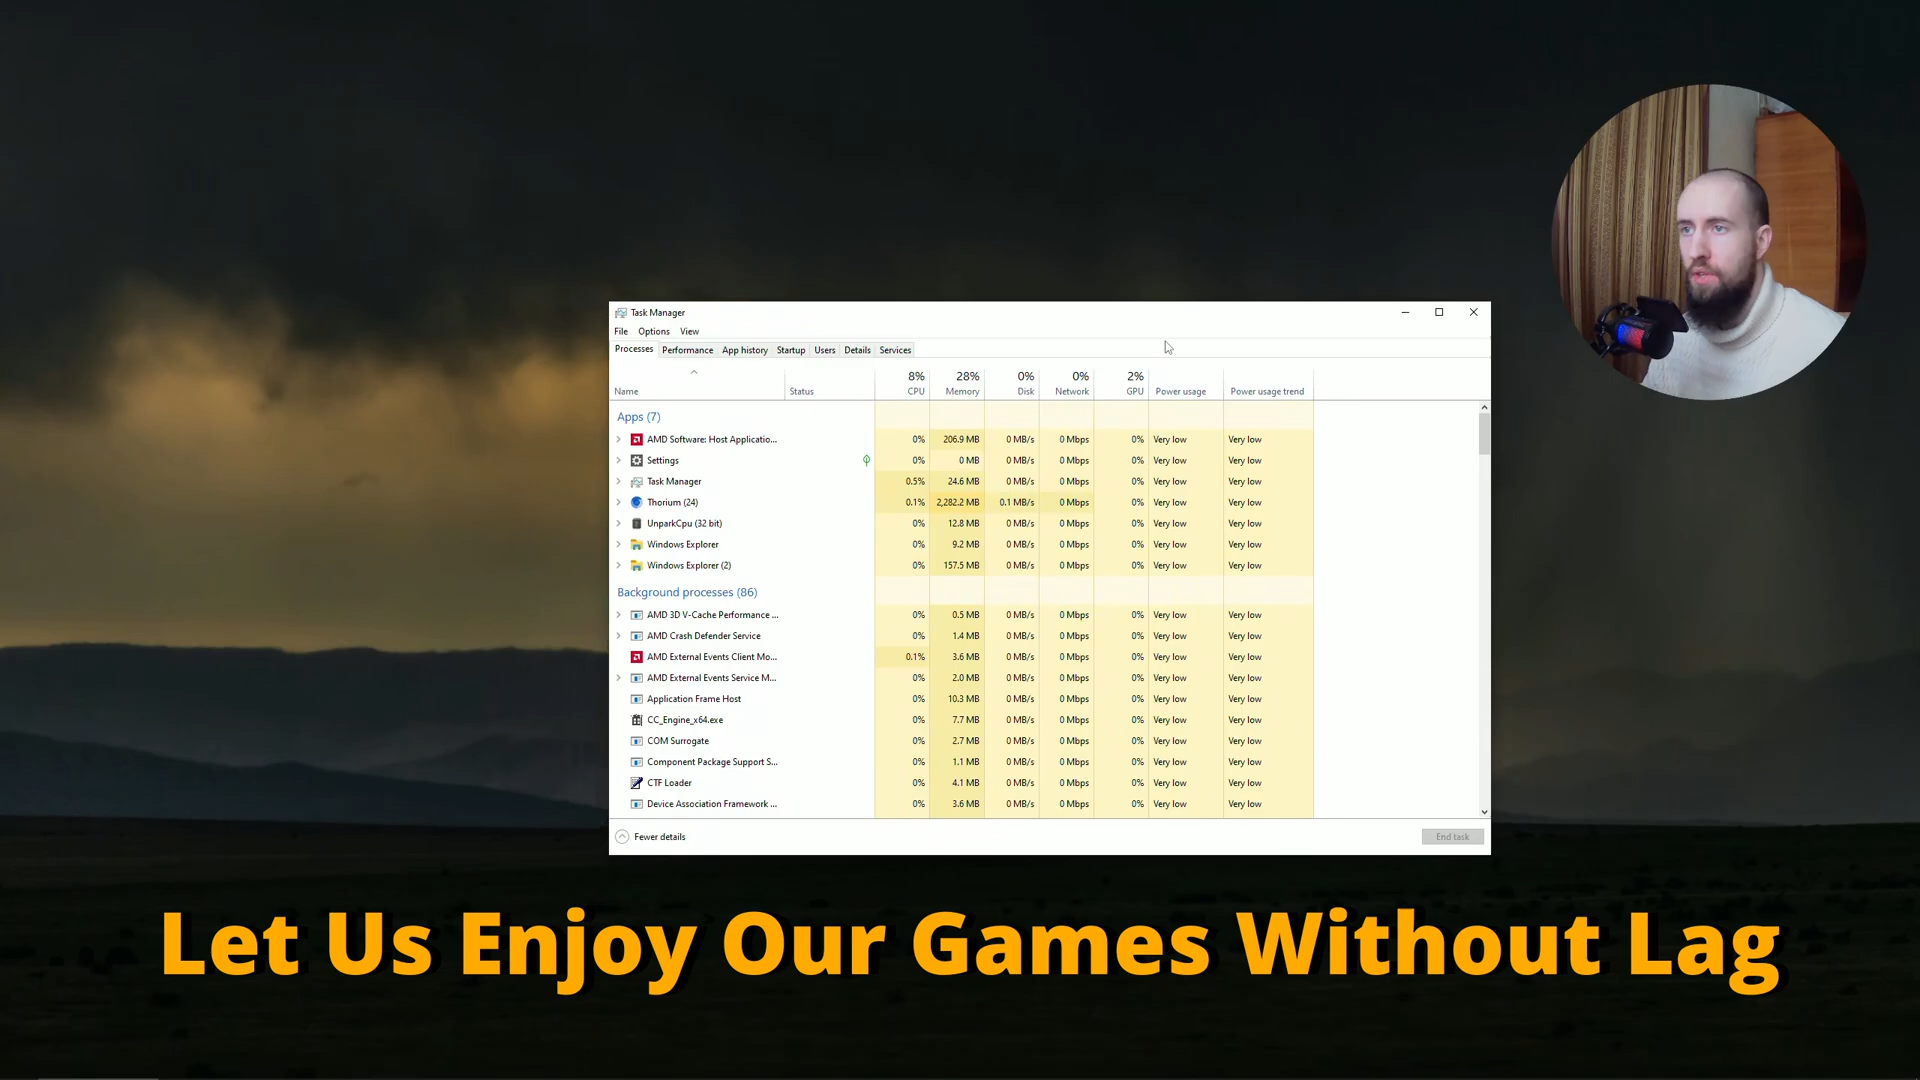 Task Manager
File Options View
Processes Performance App history Startup Users Details Services
8% 28% 0% 0% 2%
Name Status CPU Memory Disk Network GPU Power usage Power usage trend
Apps (7)
AMD Software: Host Applicatio... 0% 206.9 MB 0 MB/s 0 Mbps 0% Very low Very low
Settings 0% 0 MB 0 MB/s 0 Mbps 0% Very low Very low
Task Manager 0.5% 24.6 MB 0 MB/s 0 Mbps 0% Very low Very low
Thorium (24) 0.1% 2,282.2 MB 0.1 MB/s 0 Mbps 0% Very low Very low
UnparkCpu (32 bit) 0% 12.8 MB 0 MB/s 0 Mbps 0% Very low Very low
Windows Explorer 0% 9.2 MB 0 MB/s 0 Mbps 0% Very low Very low
Windows Explorer (2) 0% 157.5 MB 0 MB/s 0 Mbps 0% Very low Very low
Background processes (86)
AMD 3D V-Cache Performance ... 0% 0.5 MB 0 MB/s 0 Mbps 0% Very low Very low
AMD Crash Defender Service 0% 1.4 MB 0 MB/s 0 Mbps 0% Very low Very low
AMD External Events Client Mo... 0.1% 3.6 MB 0 MB/s 0 Mbps 0% Very low Very low
AMD External Events Service M... 0% 2.0 MB 0 MB/s 0 Mbps 0% Very low Very low
Application Frame Host 0% 10.3 MB 0 MB/s 0 Mbps 0% Very low Very low
CC_Engine_x64.exe 0% 7.7 MB 0 MB/s 0 Mbps 0% Very low Very low
COM Surrogate 0% 2.7 MB 0 MB/s 0 Mbps 0% Very low Very low
Component Package Support S... 0% 1.1 MB 0 MB/s 0 Mbps 0% Very low Very low
CTF Loader 0% 4.1 MB 0 MB/s 0 Mbps 0% Very low Very low
Device Association Framework ... 0% 3.6 MB 0 MB/s 0 Mbps 0% Very low Very low
Fewer details End task
Let Us Enjoy Our Games Without Lag